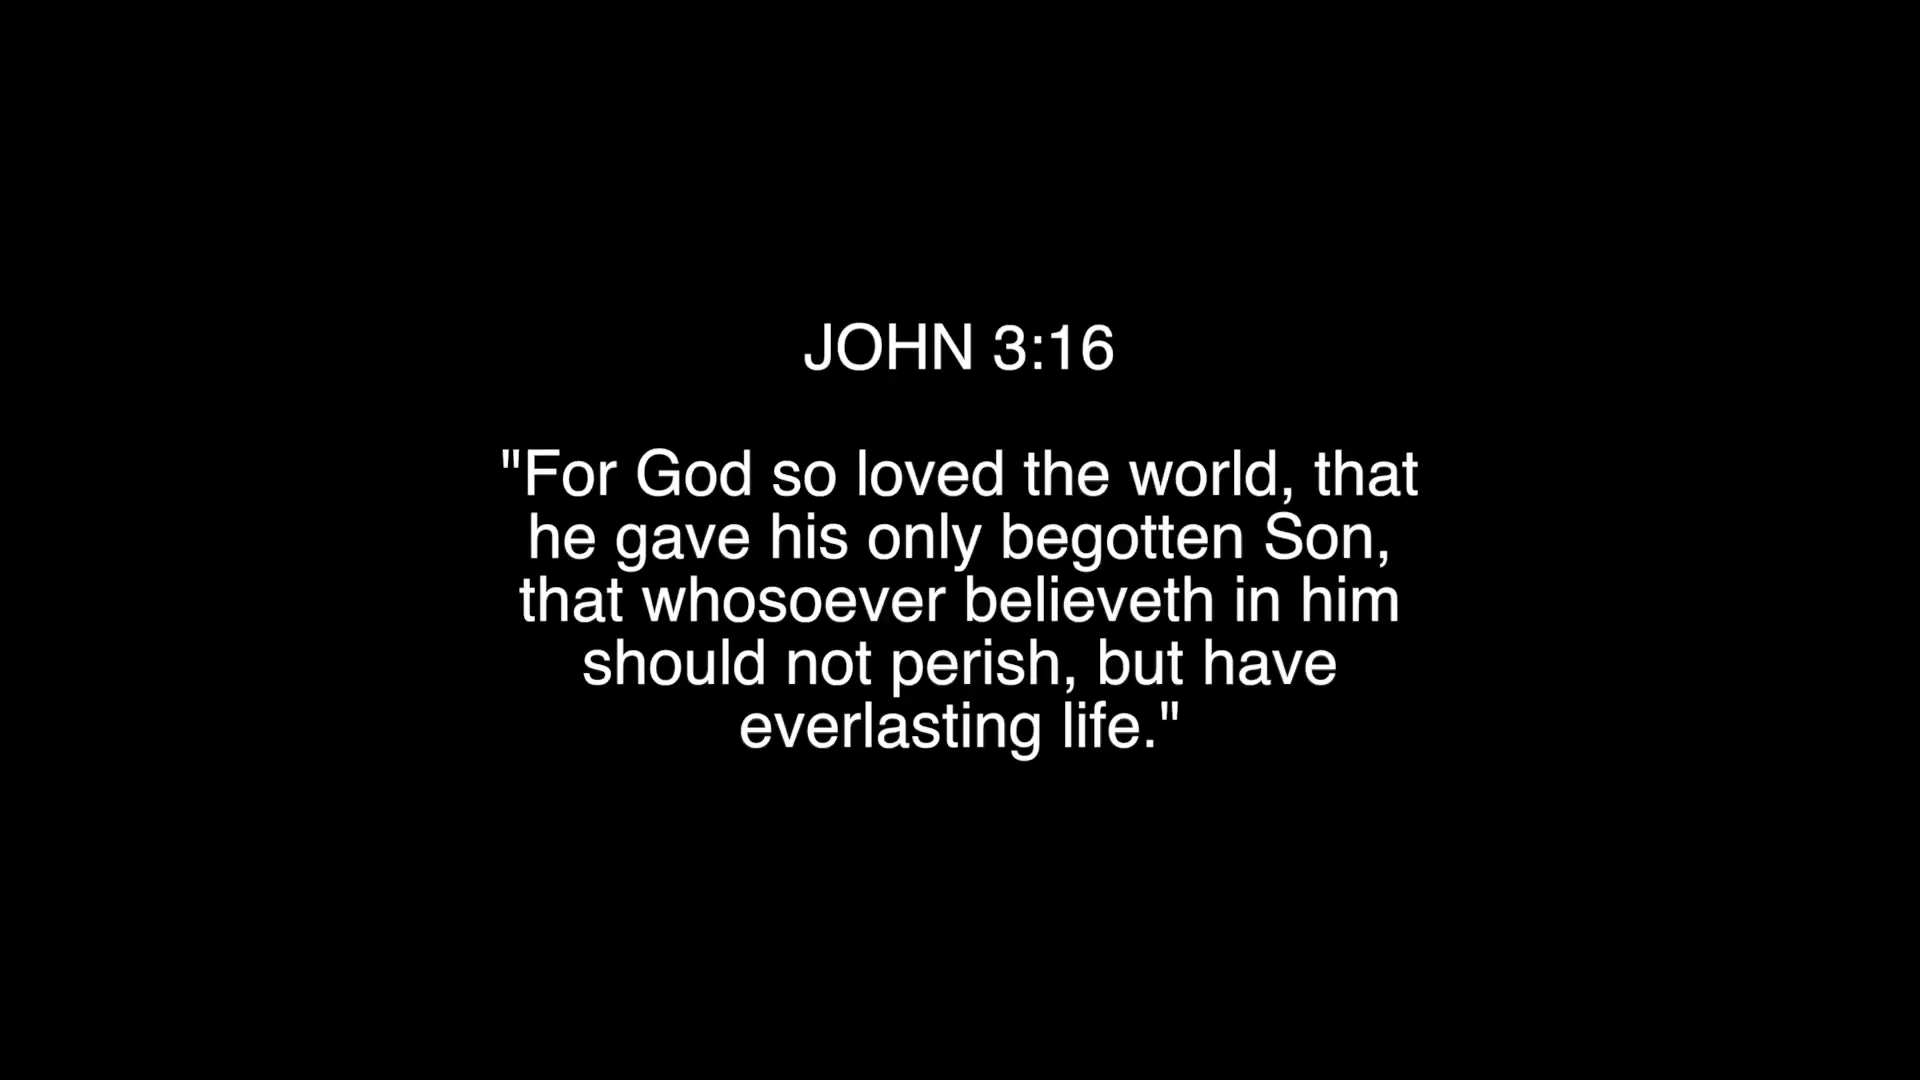 JOHN 3:16
"For God so loved the world, that
he gave his only begotten Son,
that whosoever believeth in him
should not perish, but have
everlasting life."